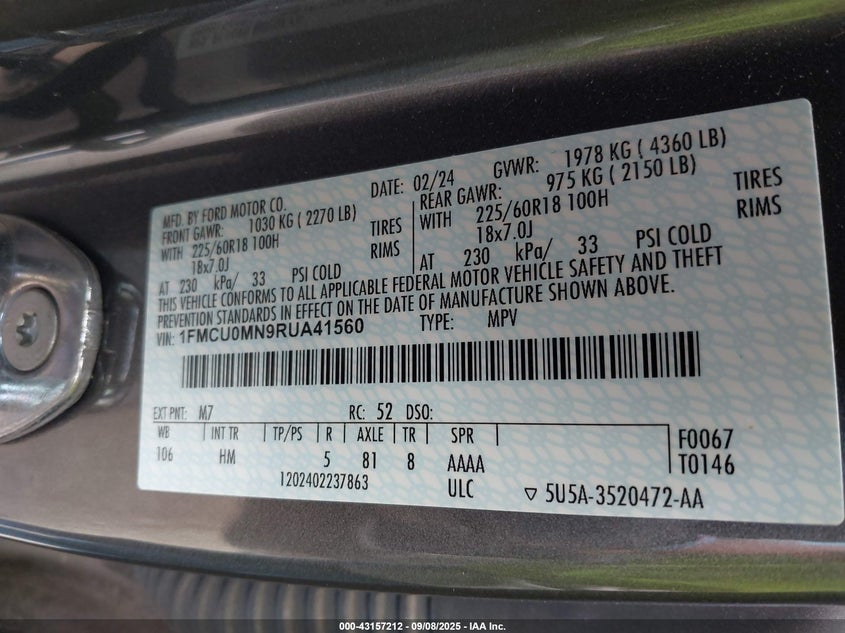 MFD. BY FORD MOTOR CO. DATE: 02/24 GVWR: 1978 KG ( 4360 LB)
FRONT GAWR: 1030 KG ( 2270 LB) REAR GAWR: 975 KG ( 2150 LB)
WITH 225/60R18 100H TIRES WITH 225/60R18 100H TIRES
18x7.0J RIMS 18x7.0J RIMS
AT 230 kPa/ 33 PSI COLD AT 230 kPa/ 33 PSI COLD
THIS VEHICLE CONFORMS TO ALL APPLICABLE FEDERAL MOTOR VEHICLE SAFETY AND THEFT
PREVENTION STANDARDS IN EFFECT ON THE DATE OF MANUFACTURE SHOWN ABOVE.
VIN: 1FMCU0MN9RUA41560 TYPE: MPV
EXT PNT: M7 RC: 52 DSO:
WB INT TR TP/PS R AXLE TR SPR F0067
106 HM 5 81 8 AAAA T0146
1202402237863 ULC ▽ 5U5A-3520472-AA
000-43157212 - 09/08/2025 - IAA Inc.